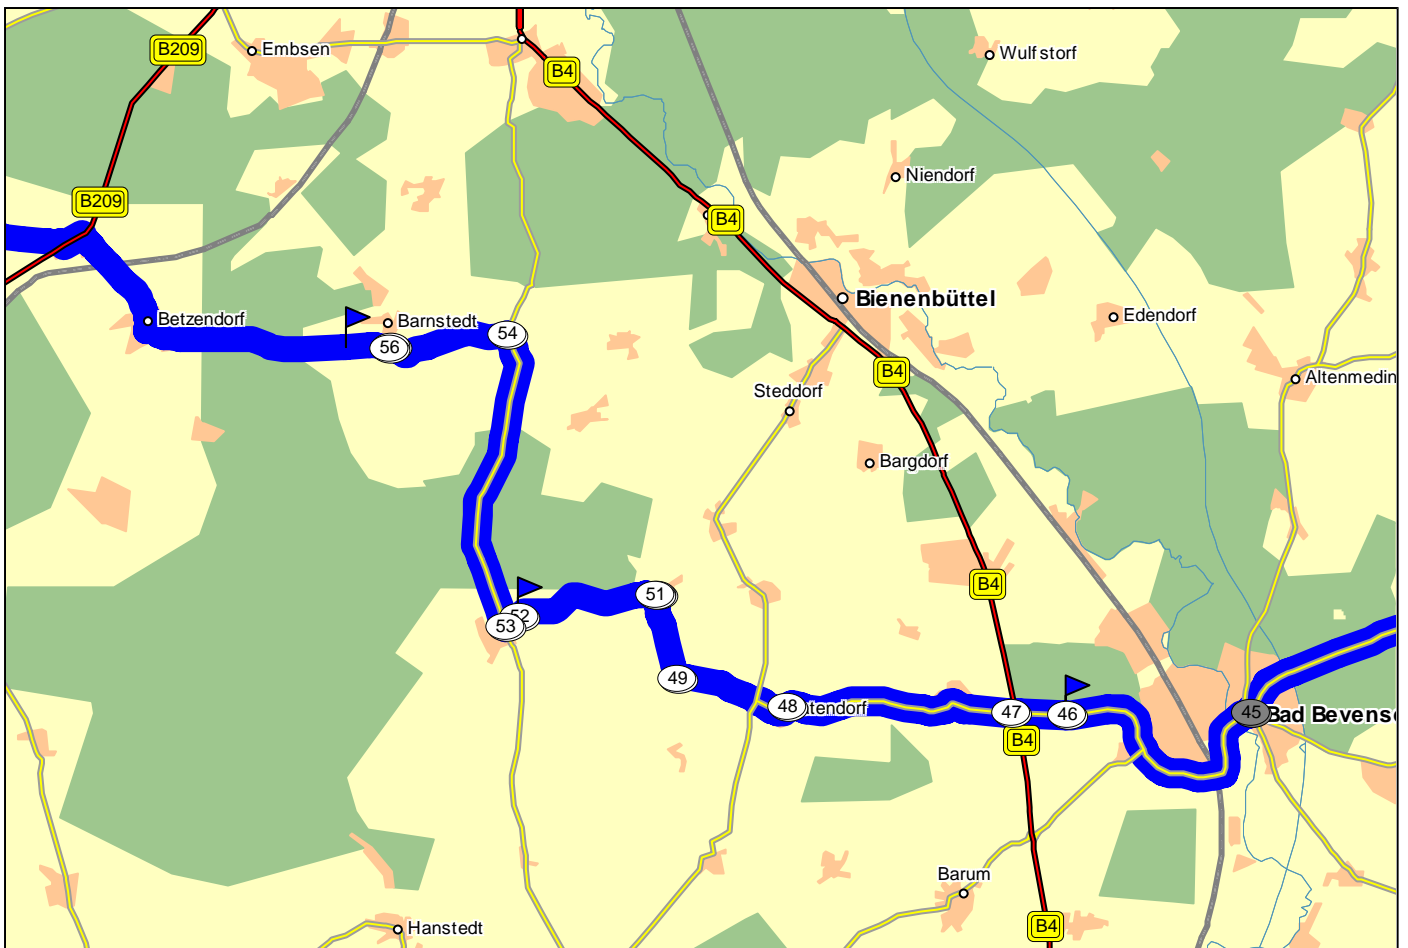 B209
Embsen
B4
Wulfstorf
Niendorf
B209
B4
Bienenbüttel
Betzendorf
Barnstedt
54
56
Edendorf
B4
Altenmedin
Steddorf
Bargdorf
B4
51
52
53
49
48
tendorf
47
46
45
Bad Bevens
B4
Barum
B4
Hanstedt